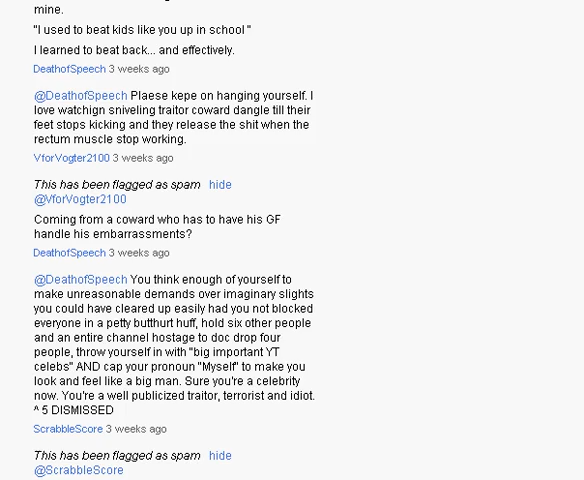 mine.
"I used to beat kids like you up in school "
I learned to beat back... and effectively.
DeathofSpeech 3 weeks ago
@DeathofSpeech Plaese kepe on hanging yourself. I
love watchign sniveling traitor coward dangle till their
feet stops kicking and they release the shit when the
rectum muscle stop working.
VforVogter2100 3 weeks ago
This has been flagged as spam hide
@VforVogter2100
Coming from a coward who has to have his GF
handle his embarrassments?
DeathofSpeech 3 weeks ago
@DeathofSpeech You think enough of yourself to
make unreasonable demands over imaginary slights
you could have cleared up easily had you not blocked
everyone in a petty butthurt huff, hold six other people
and an entire channel hostage to doc drop four
people, throw yourself in with "big important YT
celebs" AND cap your pronoun "Myself" to make you
look and feel like a big man. Sure you're a celebrity
now. You're a well publicized traitor, terrorist and idiot.
^ 5 DISMISSED
ScrabbleScore 3 weeks ago
This has been flagged as spam hide
@ScrabbleScore